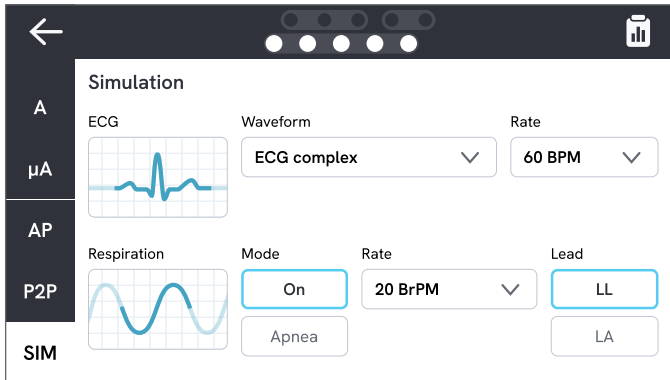 Simulation
A
μA
AP
P2P
SIM
ECG
Waveform
Rate
ECG complex
60 BPM
Respiration
Mode
Rate
Lead
On
20 BrPM
LL
Apnea
LA